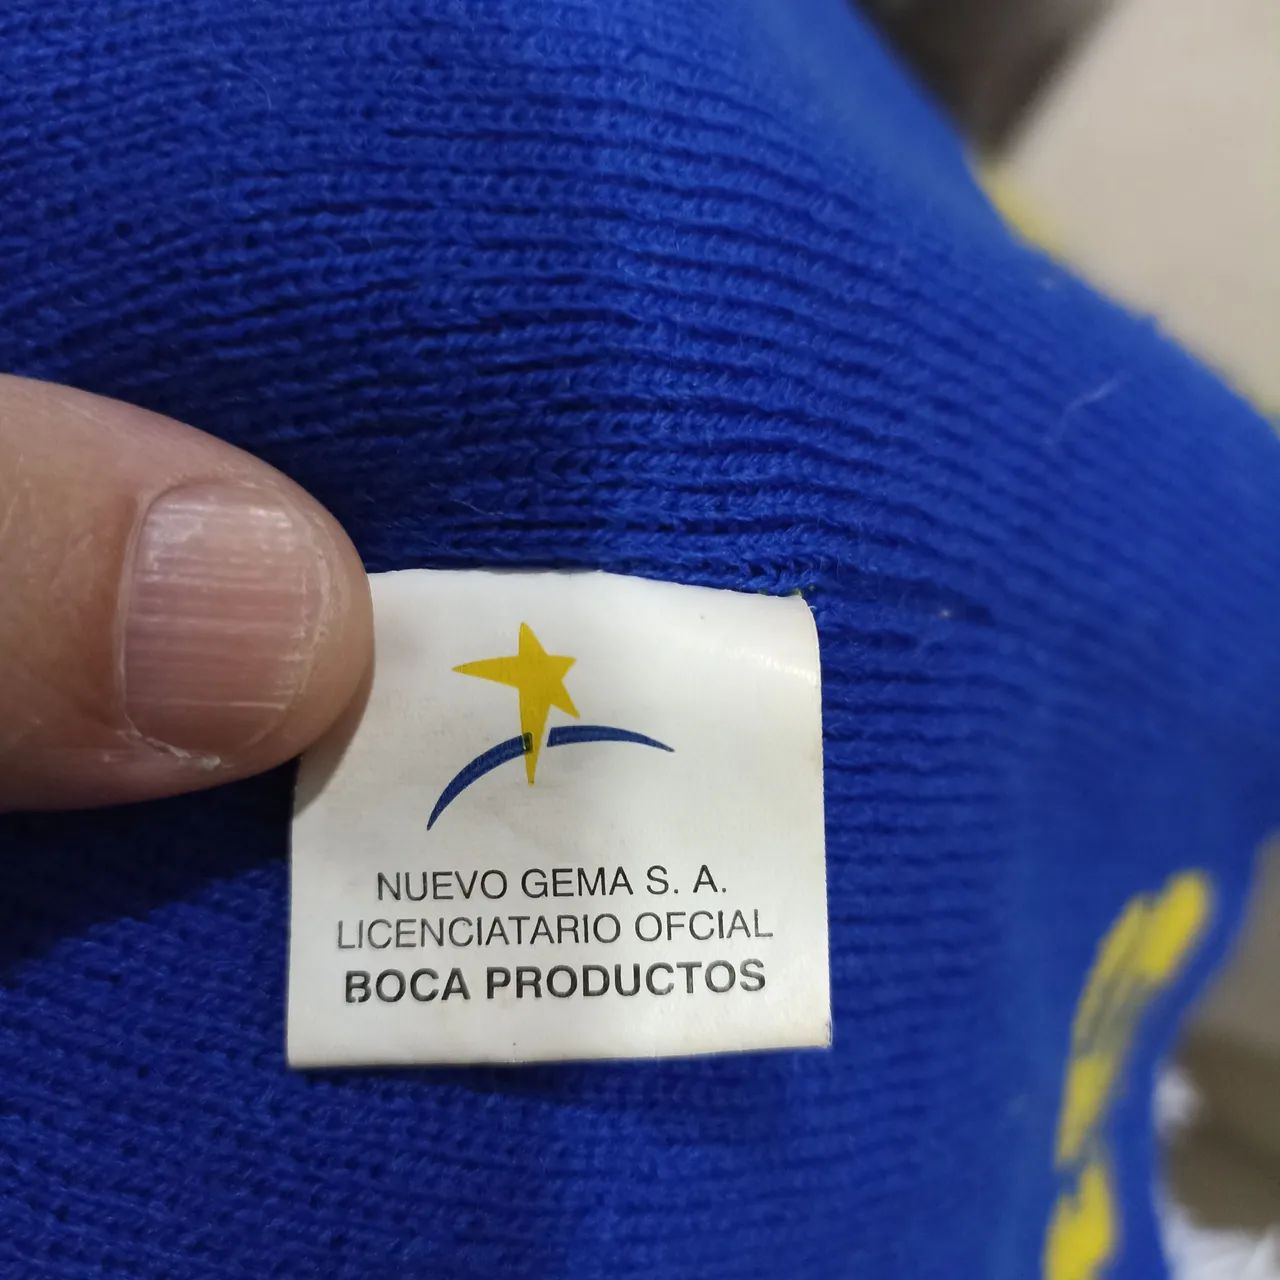 NUEVO GEMA S. A.
LICENCIATARIO OFCIAL
BOCA PRODUCTOS